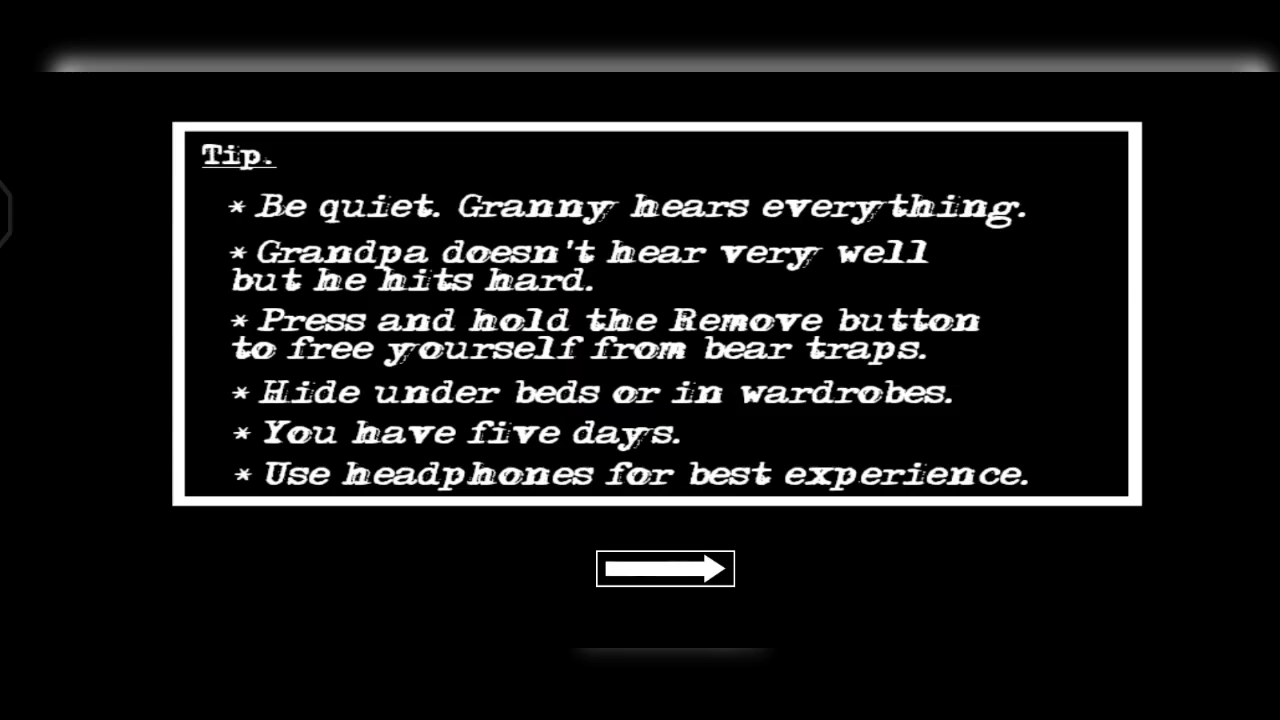 Tip.
* Be quiet. Granny hears everything.
* Grandpa doesn't hear very well
but he hits hard.
* Press and hold the Remove button
to free yourself from bear traps.
* Hide under beds or in wardrobes.
* You have five days.
* Use headphones for best experience.